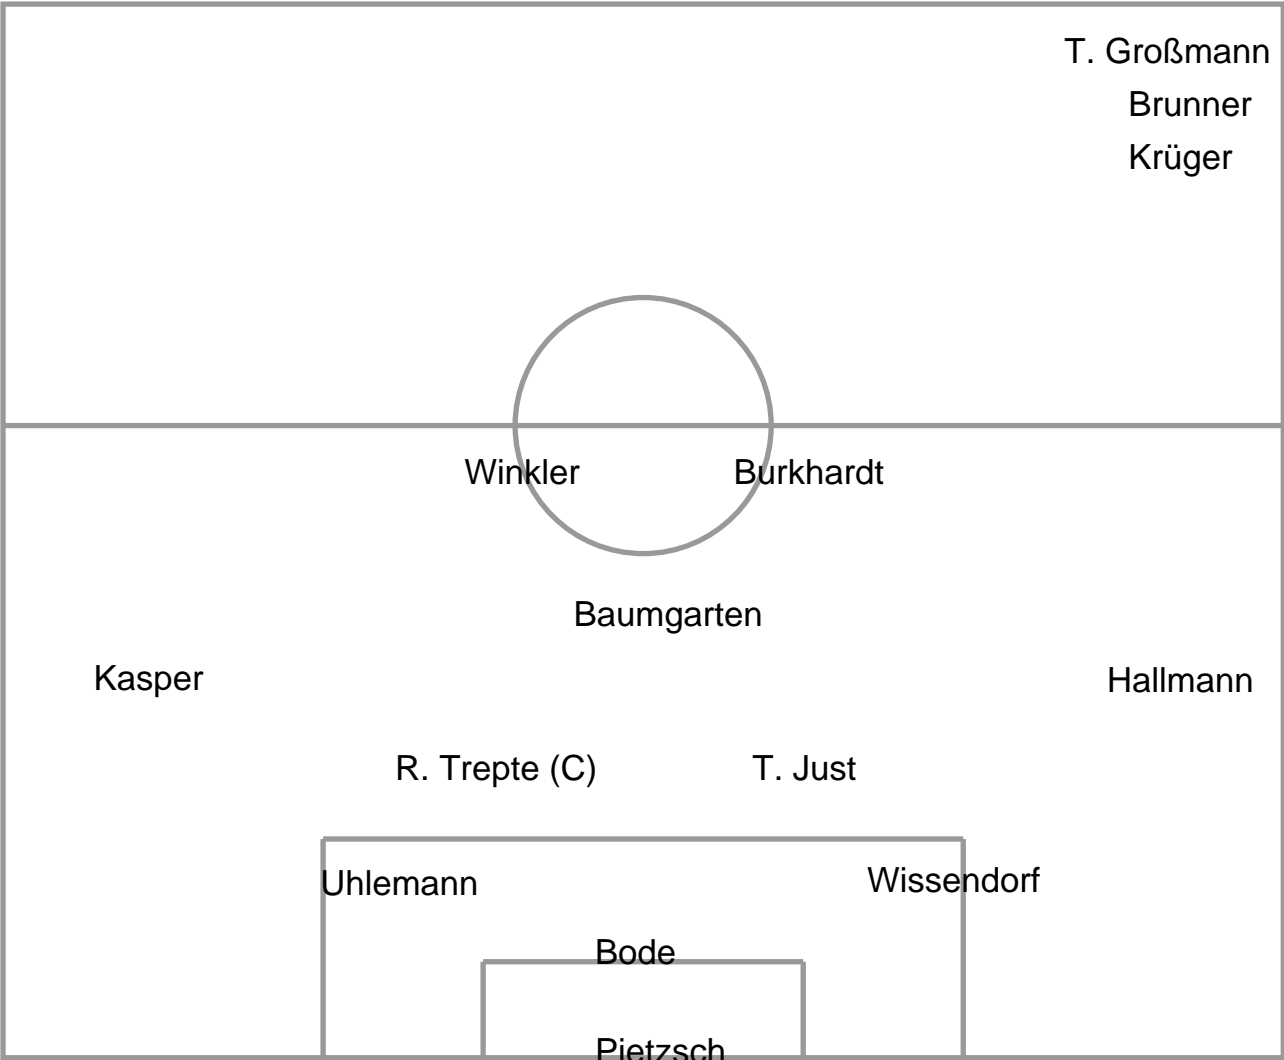 T. Großmann
Brunner
Krüger
Winkler Burkhardt
Baumgarten
Kasper Hallmann
R. Trepte (C) T. Just
Uhlemann Wissendorf
Bode
Pietzsch